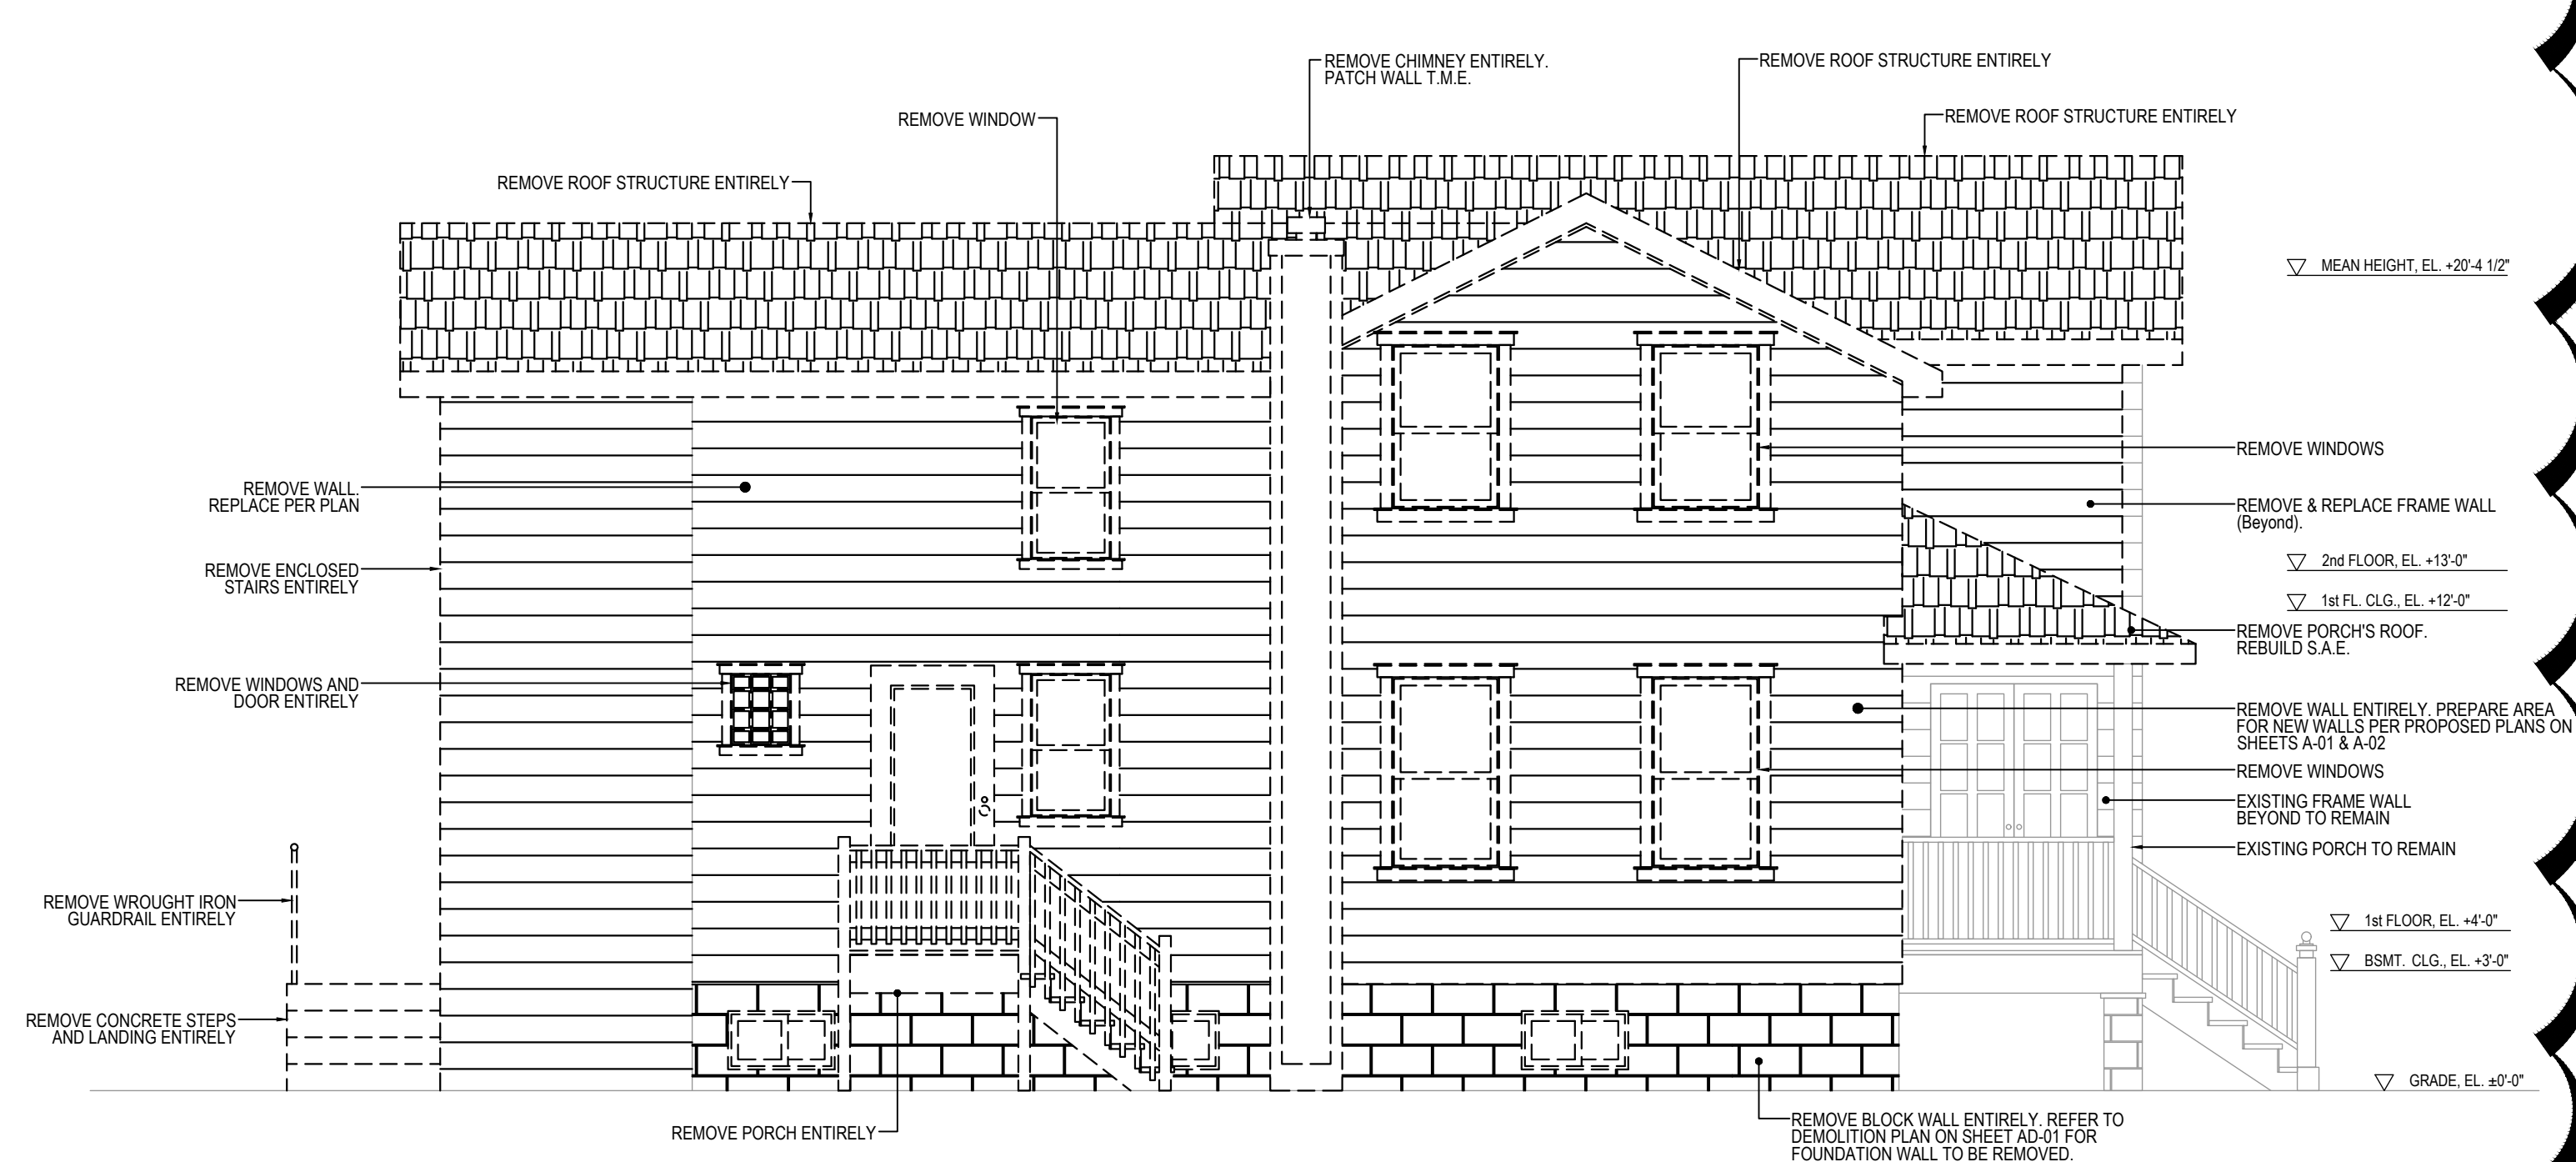 REMOVE CHIMNEY ENTIRELY.
PATCH WALL T.M.E.
REMOVE ROOF STRUCTURE ENTIRELY
REMOVE WINDOW
REMOVE ROOF STRUCTURE ENTIRELY
REMOVE ROOF STRUCTURE ENTIRELY
MEAN HEIGHT, EL. +20'-4 1/2"
REMOVE WINDOWS
REMOVE WALL.
REPLACE PER PLAN
REMOVE & REPLACE FRAME WALL
(Beyond).
2nd FLOOR, EL. +13'-0"
REMOVE ENCLOSED
STAIRS ENTIRELY
1st FL. CLG., EL. +12'-0"
REMOVE PORCH'S ROOF.
REBUILD S.A.E.
REMOVE WINDOWS AND
DOOR ENTIRELY
REMOVE WALL ENTIRELY. PREPARE AREA
FOR NEW WALLS PER PROPOSED PLANS ON
SHEETS A-01 & A-02
REMOVE WINDOWS
EXISTING FRAME WALL
BEYOND TO REMAIN
EXISTING PORCH TO REMAIN
REMOVE WROUGHT IRON
GUARDRAIL ENTIRELY
1st FLOOR, EL. +4'-0"
BSMT. CLG., EL. +3'-0"
REMOVE CONCRETE STEPS
AND LANDING ENTIRELY
GRADE, EL. ±0'-0"
REMOVE PORCH ENTIRELY
REMOVE BLOCK WALL ENTIRELY. REFER TO
DEMOLITION PLAN ON SHEET AD-01 FOR
FOUNDATION WALL TO BE REMOVED.